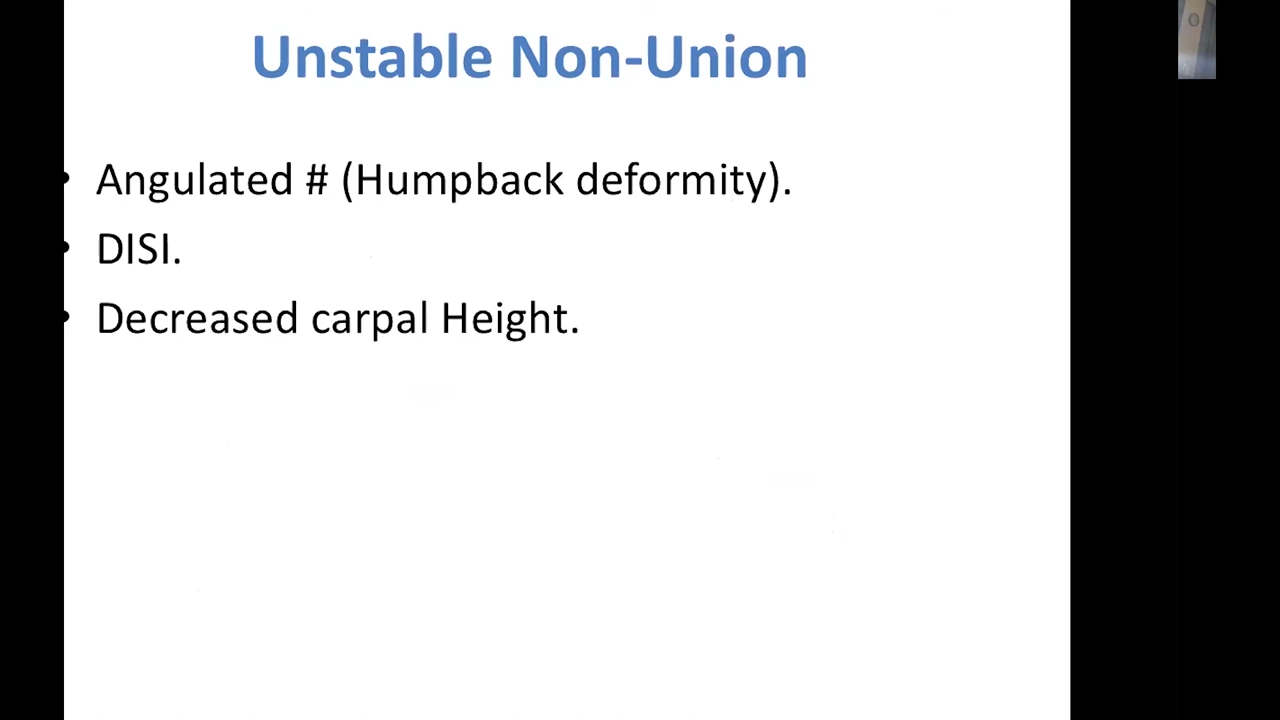 Unstable Non-Union
• Angulated # (Humpback deformity).
• DISI.
• Decreased carpal Height.